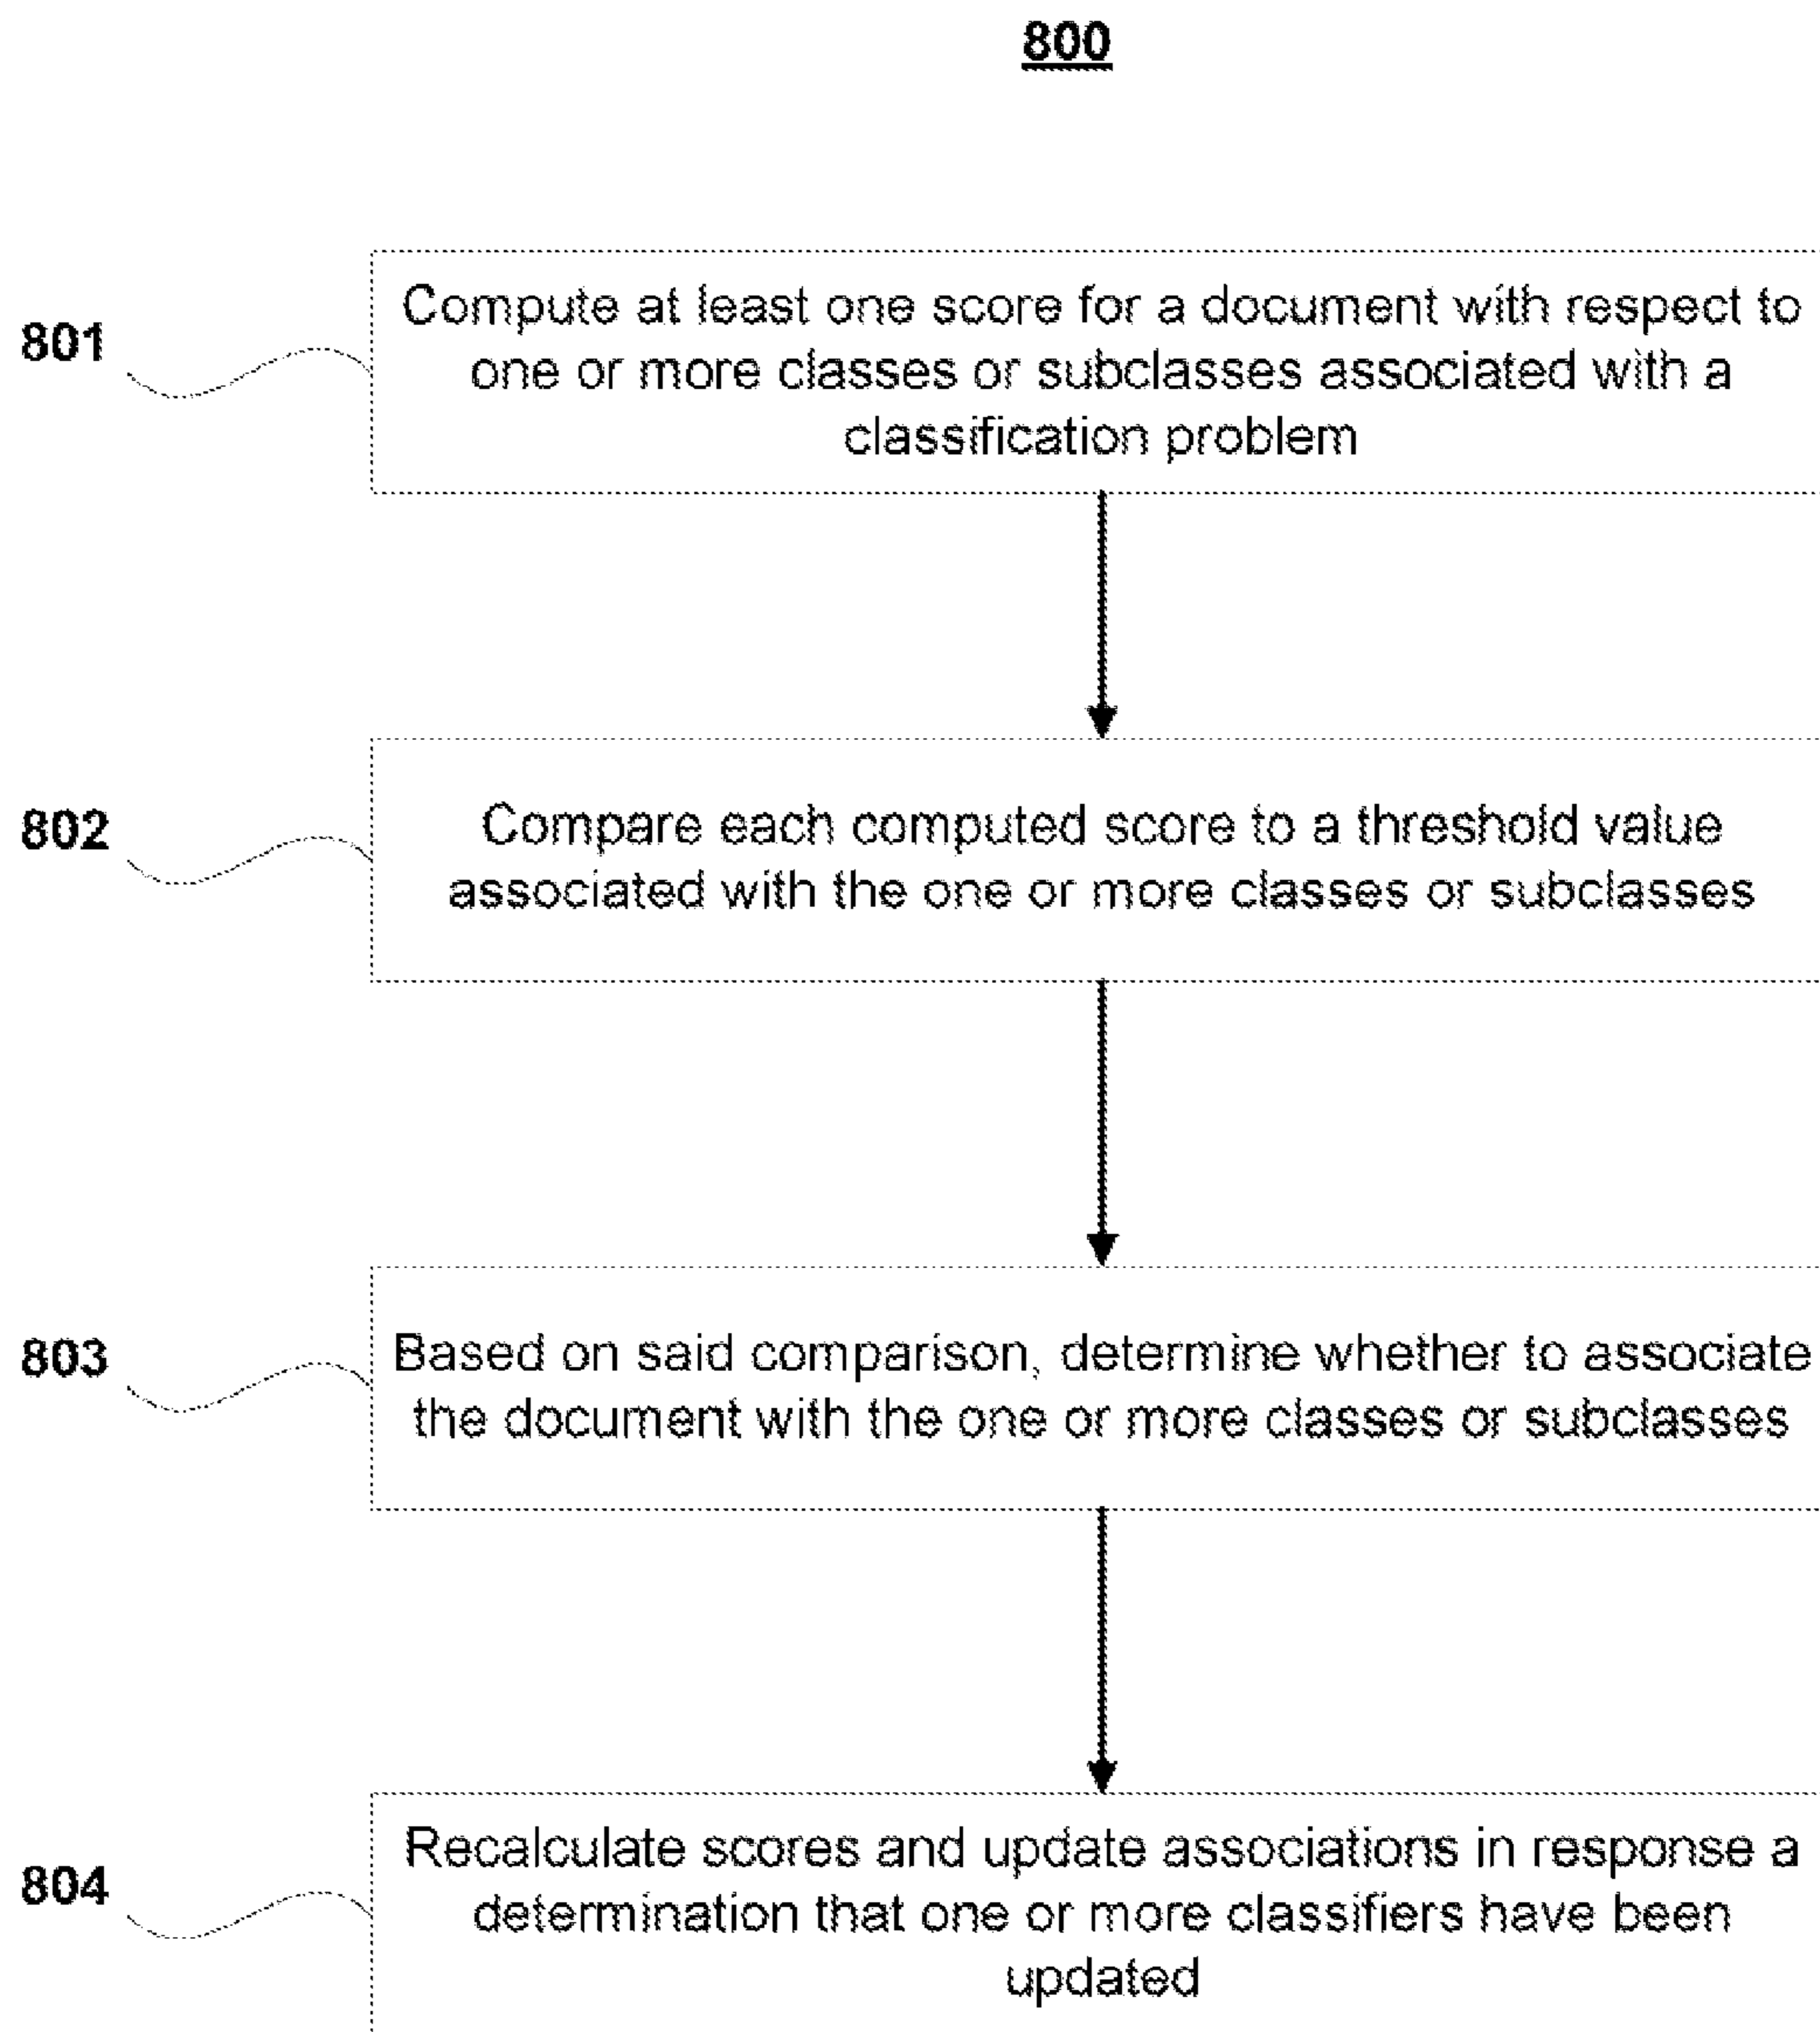 800
801
Compute at least one score for a document with respect to
one or more classes or subclasses associated with a
classification problem
802
Compare each computed score to a threshold value
associated with the one or more classes or subclasses
803
Based on said comparison, determine whether to associate
the document with the one or more classes or subclasses
804
Recalculate scores and update associations in response a
determination that one or more classifiers have been
updated